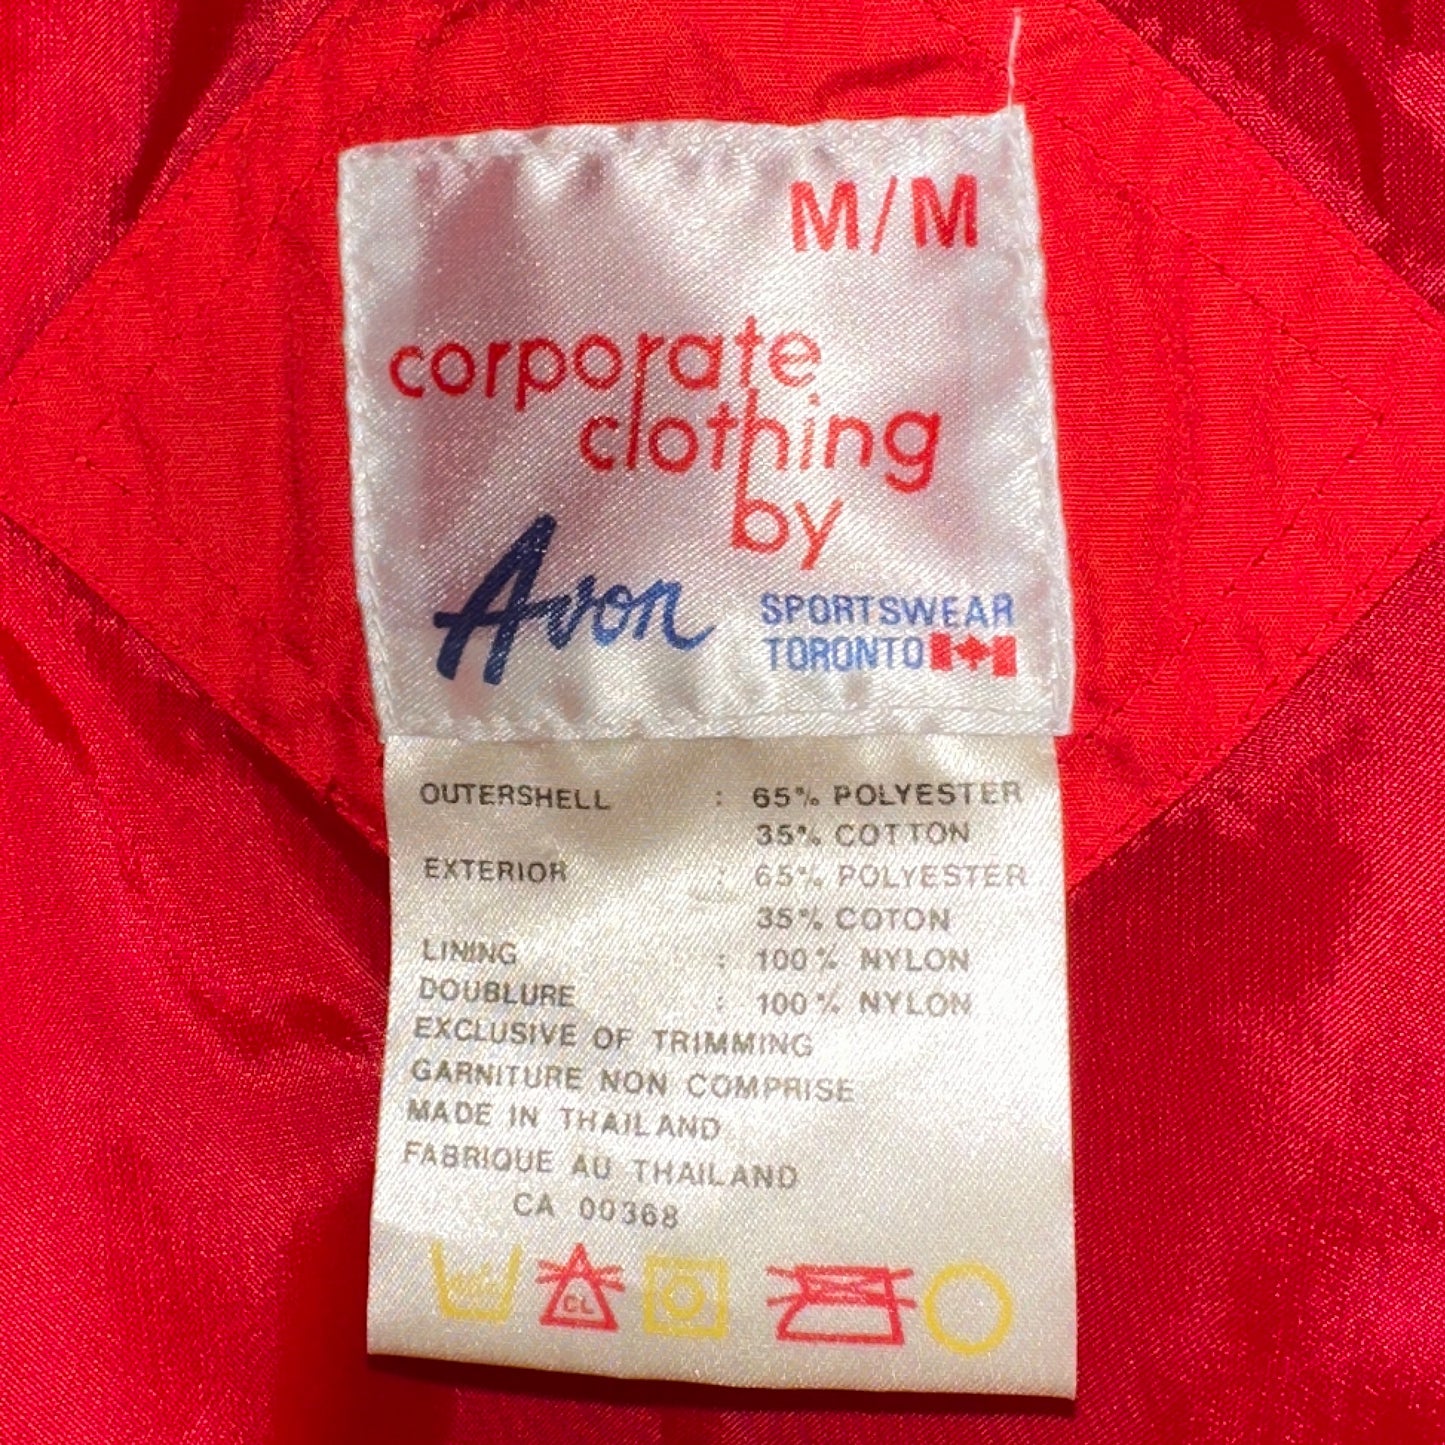 M/M
corporate
clothing
by
Avon SPORTSWEAR
TORONTO
OUTERSHELL : 65% POLYESTER
35% COTTON
EXTERIOR : 65% POLYESTER
35% COTON
LINING : 100% NYLON
DOUBLURE : 100% NYLON
EXCLUSIVE OF TRIMMING
GARNITURE NON COMPRISE
MADE IN THAILAND
FABRIQUE AU THAILAND
CA 00368
CL